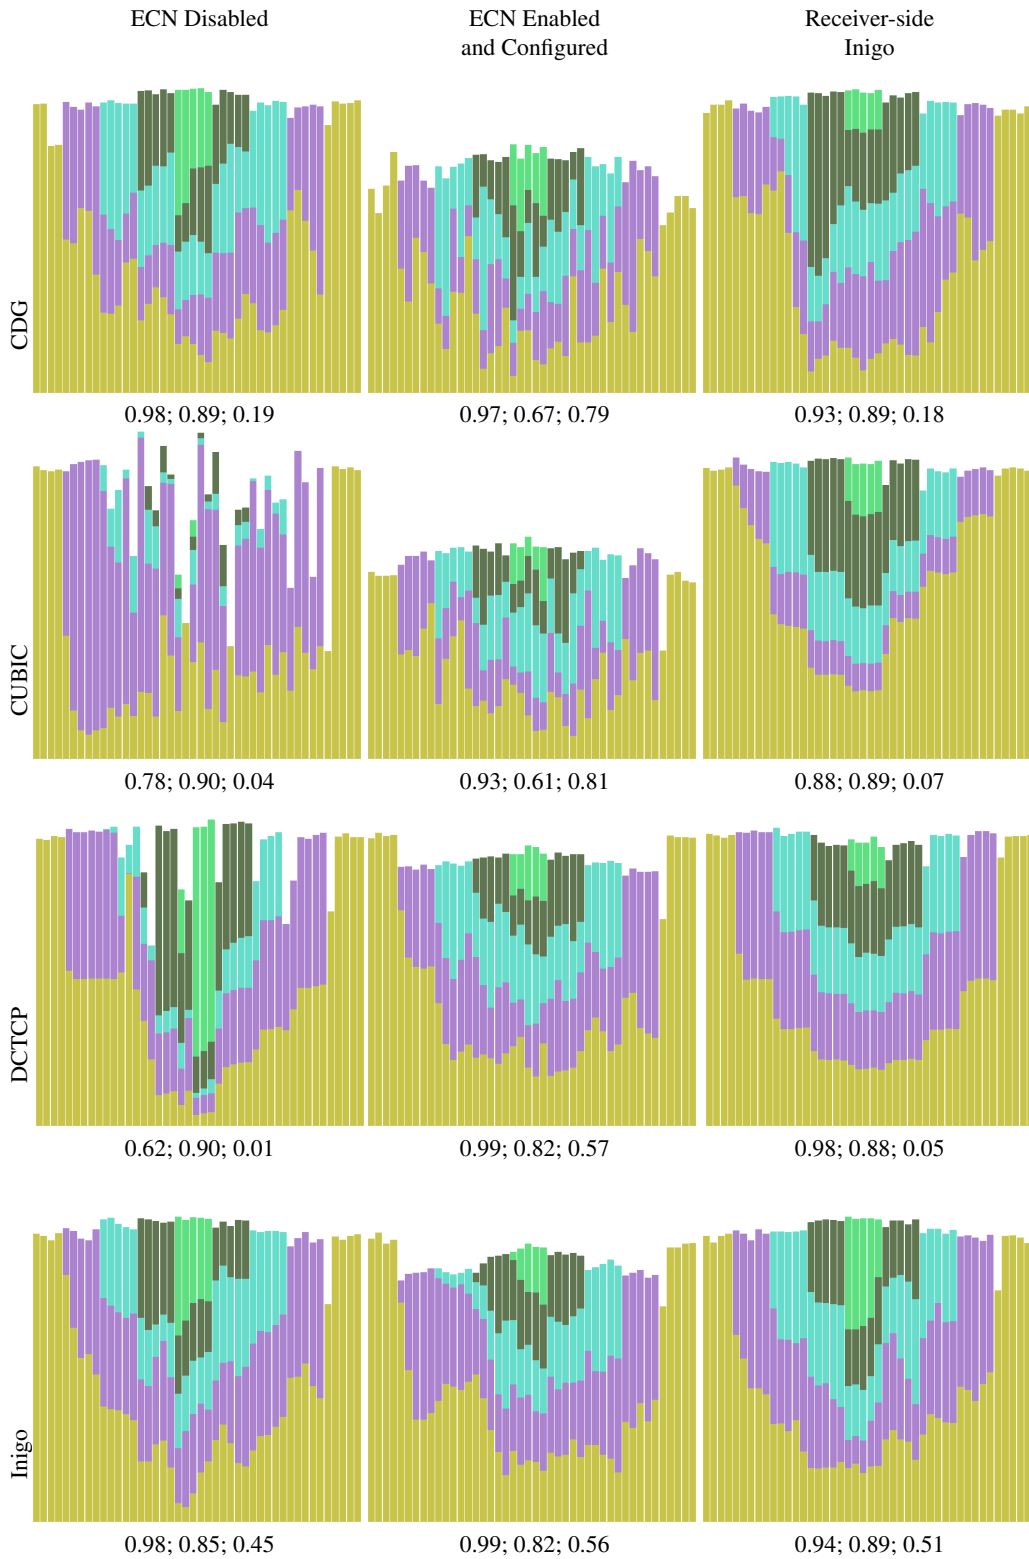 ECN Disabled
ECN Enabled
and Configured
Receiver-side
Inigo
CDG
0.98; 0.89; 0.19
0.97; 0.67; 0.79
0.93; 0.89; 0.18
CUBIC
0.78; 0.90; 0.04
0.93; 0.61; 0.81
0.88; 0.89; 0.07
DCTCP
0.62; 0.90; 0.01
0.99; 0.82; 0.57
0.98; 0.88; 0.05
Inigo
0.98; 0.85; 0.45
0.99; 0.82; 0.56
0.94; 0.89; 0.51